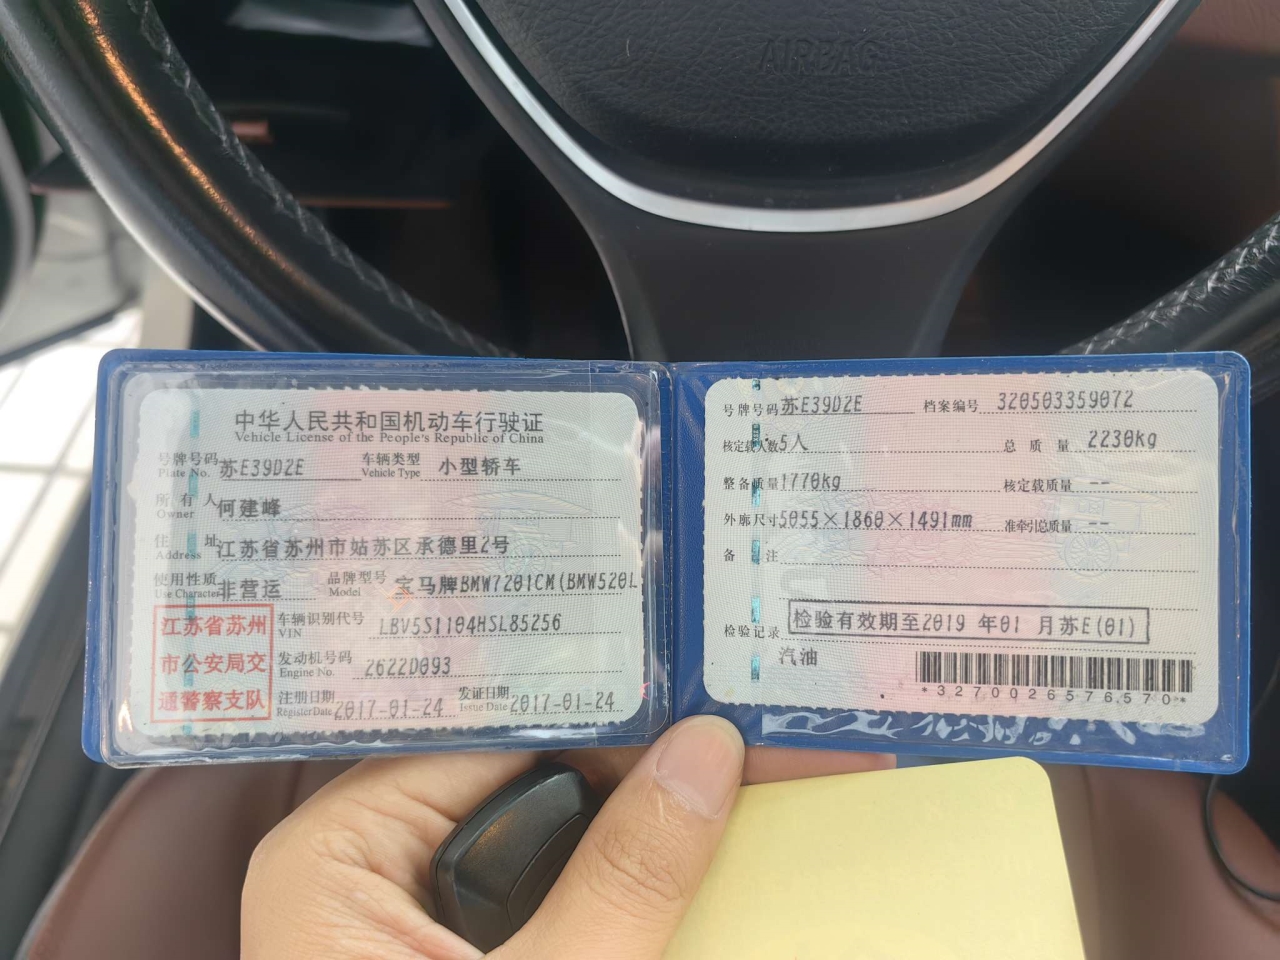 AIRBAG
中华人民共和国机动车行驶证
Vehicle License of the People's Republic of China
号牌号码 苏E39D2E 车辆类型 小型轿车
Plate No. Vehicle Type
所有人 何建峰
Owner
住址 江苏省苏州市姑苏区承德里2号
Address
使用性质 非营运 品牌型号 宝马牌BMW7201CM(BMW520L
Use Character Model
江苏省苏州
市公安局交
通警察支队
车辆识别代号 LBV5S1104HSL85256
VIN
发动机号码 2622D093
Engine No.
注册日期 2017-01-24 发证日期 2017-01-24
Register Date Issue Date
号牌号码 苏E39D2E 档案编号 320503359072
核定载人数 5人 总质量 2230kg
整备质量 1770kg 核定载质量 --
外廓尺寸 5055×1860×1491mm 准牵引总质量 --
备注
检验记录 检验有效期至2019 年01 月苏E(01)
汽油
*3270026576570*